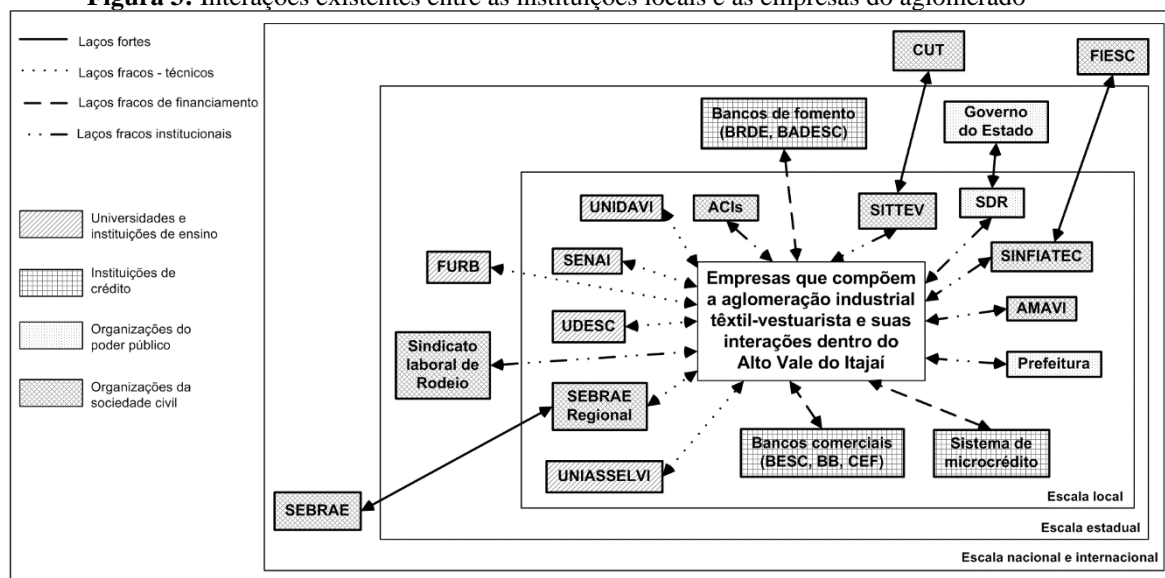 Figura 3: Interações existentes entre as instituições locais e as empresas do aglomerado
Laços fortes
Laços fracos - técnicos
Laços fracos de financiamento
Laços fracos institucionais
Universidades e
instituições de ensino
Instituições de
crédito
Organizações do
poder público
Organizações da
sociedade civil
CUT
FIESC
Bancos de fomento
(BRDE, BADESC)
Governo
do Estado
UNIDAVI
ACIs
SITTEV
SDR
FURB
SENAI
SINFIATEC
UDESC
Empresas que compõem
a aglomeração industrial
têxtil-vestuarista e suas
interações dentro do
Alto Vale do Itajaí
AMAVI
Sindicato
laboral de
Rodeio
Prefeitura
SEBRAE
Regional
Bancos comerciais
(BESC, BB, CEF)
Sistema de
microcrédito
UNIASSELVI
SEBRAE
Escala local
Escala estadual
Escala nacional e internacional